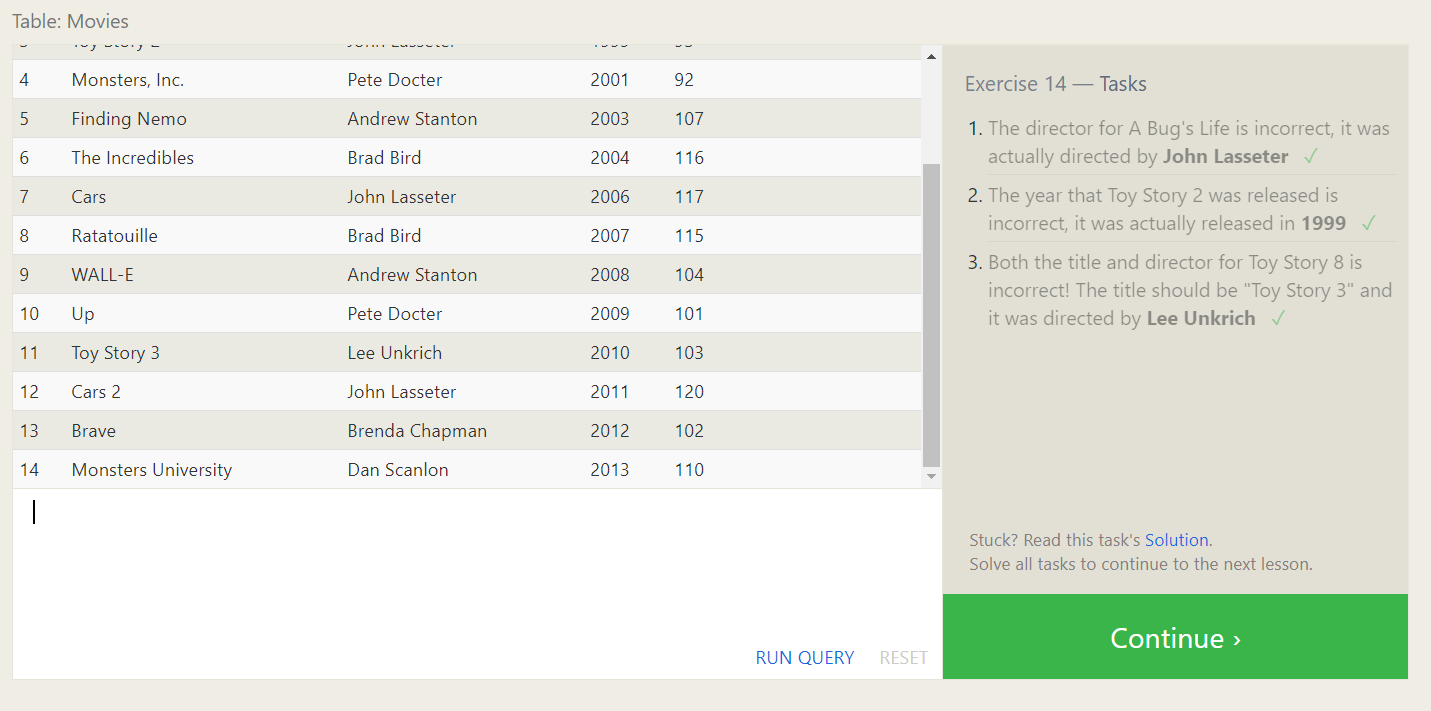 Table: Movies
3 Toy Story 2 John Lasseter 1999 93
4 Monsters, Inc. Pete Docter 2001 92
5 Finding Nemo Andrew Stanton 2003 107
6 The Incredibles Brad Bird 2004 116
7 Cars John Lasseter 2006 117
8 Ratatouille Brad Bird 2007 115
9 WALL-E Andrew Stanton 2008 104
10 Up Pete Docter 2009 101
11 Toy Story 3 Lee Unkrich 2010 103
12 Cars 2 John Lasseter 2011 120
13 Brave Brenda Chapman 2012 102
14 Monsters University Dan Scanlon 2013 110
RUN QUERY RESET
Exercise 14 — Tasks
1. The director for A Bug's Life is incorrect, it was
actually directed by John Lasseter ✓
2. The year that Toy Story 2 was released is
incorrect, it was actually released in 1999 ✓
3. Both the title and director for Toy Story 8 is
incorrect! The title should be "Toy Story 3" and
it was directed by Lee Unkrich ✓
Stuck? Read this task's Solution.
Solve all tasks to continue to the next lesson.
Continue ›